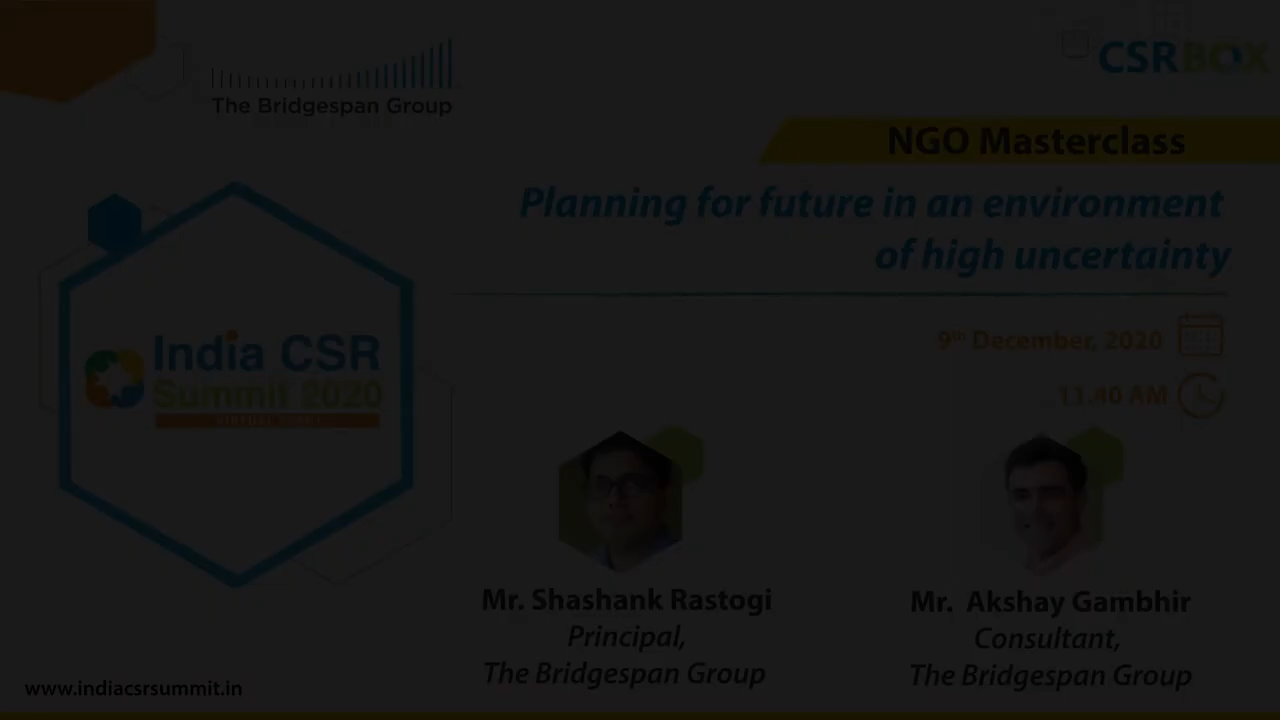 The Bridgespan Group
CSRBOX
NGO Masterclass
Planning for future in an environment
of high uncertainty
India CSR
Summit 2020
VIRTUAL EVENT
9th December, 2020
11.40 AM
Mr. Shashank Rastogi
Principal,
The Bridgespan Group
Mr. Akshay Gambhir
Consultant,
The Bridgespan Group
www.indiacsrsummit.in